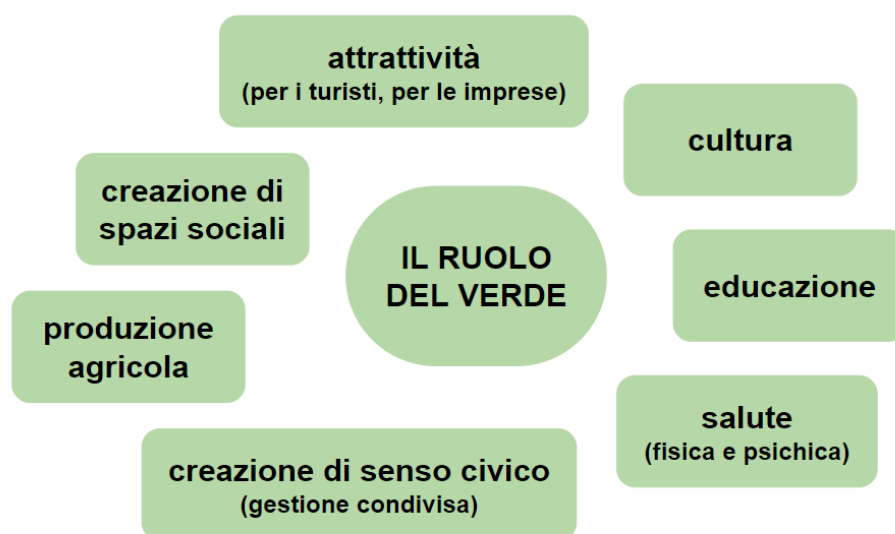 attrattività
(per i turisti, per le imprese)
cultura
creazione di
spazi sociali
IL RUOLO
DEL VERDE
educazione
produzione
agricola
salute
(fisica e psichica)
creazione di senso civico
(gestione condivisa)